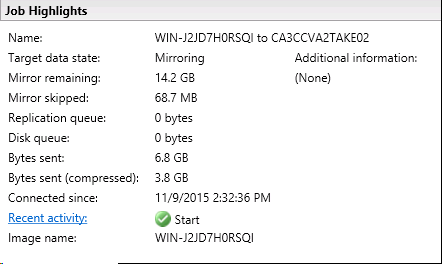 Job Highlights
Name: WIN-J2JD7H0RSQI to CA3CCVA2TAKE02
Target data state: Mirroring Additional information:
Mirror remaining: 14.2 GB (None)
Mirror skipped: 68.7 MB
Replication queue: 0 bytes
Disk queue: 0 bytes
Bytes sent: 6.8 GB
Bytes sent (compressed): 3.8 GB
Connected since: 11/9/2015 2:32:36 PM
Recent activity: Start
Image name: WIN-J2JD7H0RSQI